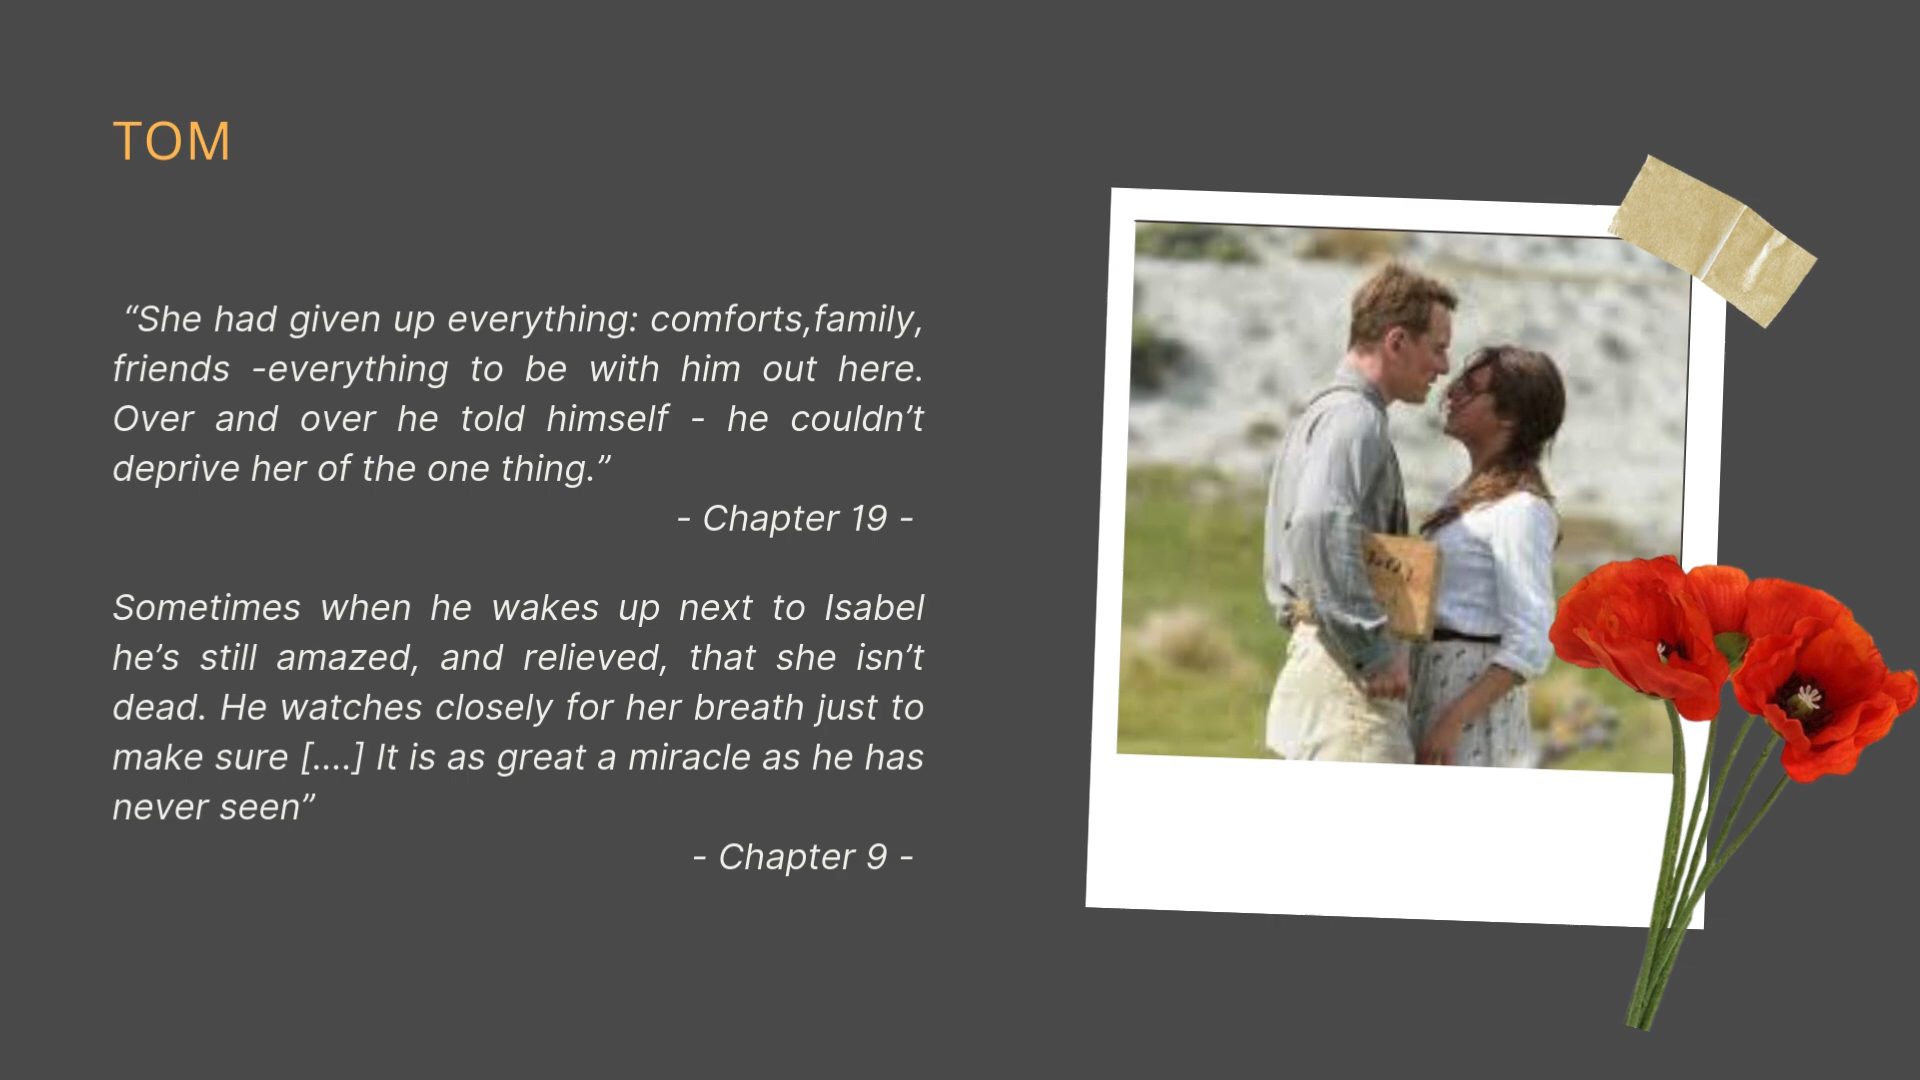 TOM
“She had given up everything: comforts,family,
friends -everything to be with him out here.
Over and over he told himself - he couldn’t
deprive her of the one thing.”
- Chapter 19 -
Sometimes when he wakes up next to Isabel
he’s still amazed, and relieved, that she isn’t
dead. He watches closely for her breath just to
make sure [....] It is as great a miracle as he has
never seen”
- Chapter 9 -